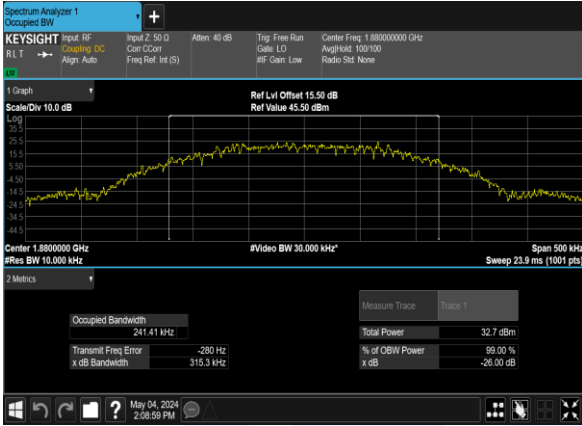 Spectrum Analyzer 1
Occupied BW
KEYSIGHT Input: RF Input Z: 50 Ω Atten: 40 dB Trig: Free Run Center Freq: 1.880000000 GHz
RLT Coupling: DC Corr CCorr Gate: LO Avg|Hold: 100/100
Align: Auto Freq Ref: Int (S) #IF Gain: Low Radio Std: None
LW
1 Graph
Ref Lvl Offset 15.50 dB
Scale/Div 10.0 dB Ref Value 45.50 dBm
Log
35.5
25.5
15.5
5.50
-4.50
-14.5
-24.5
-34.5
-44.5
Center 1.8800000 GHz #Video BW 30.000 kHz* Span 500 kHz
#Res BW 10.000 kHz Sweep 23.9 ms (1001 pts)
2 Metrics
Measure Trace Trace 1
Occupied Bandwidth
241.41 kHz Total Power 32.7 dBm
Transmit Freq Error -280 Hz % of OBW Power 99.00 %
x dB Bandwidth 315.3 kHz x dB -26.00 dB
? May 04, 2024
2:08:59 PM